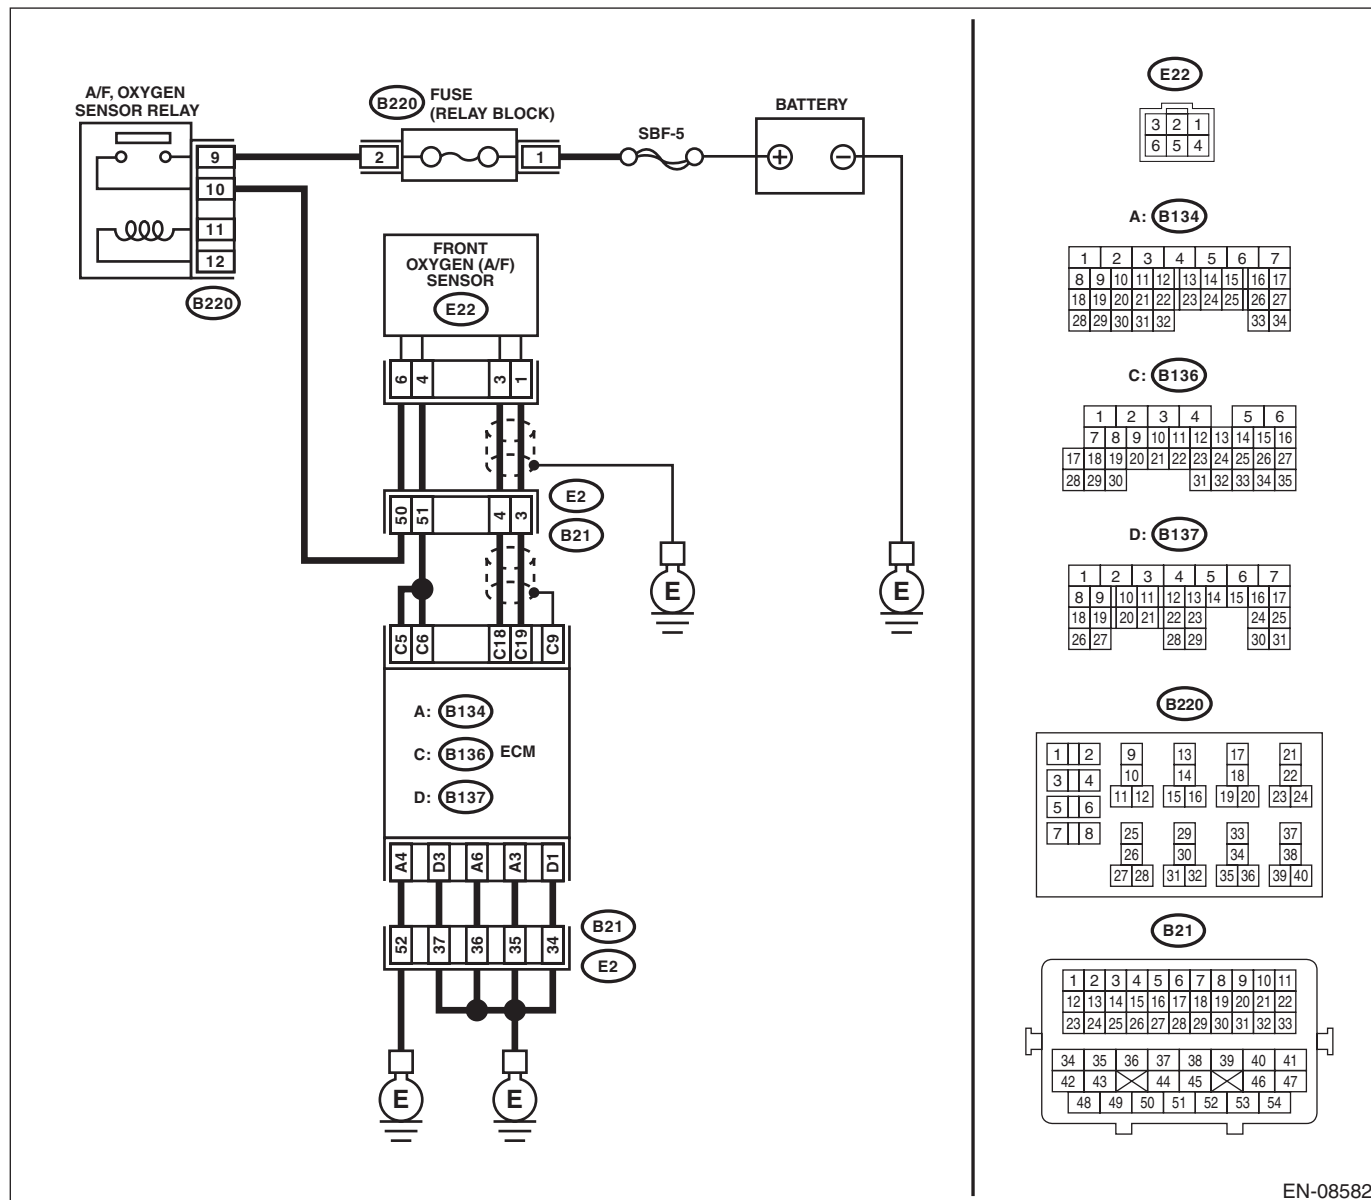 A/F, OXYGEN
SENSOR RELAY
B220
FUSE
(RELAY BLOCK)
SBF-5
BATTERY
9
2
1
+
−
10
11
12
B220
FRONT
OXYGEN (A/F)
SENSOR
E22
6 4 3 1
E2
50 51 4 3
B21
E
E
C5 C6 C18 C19 C9
A: B134
C: B136 ECM
D: B137
A4 D3 A6 A3 D1
B21
52 37 36 35 34
E2
E
E
E22
3 2 1
6 5 4
A: B134
1 2 3 4 5 6 7
8 9 10 11 12 13 14 15 16 17
18 19 20 21 22 23 24 25 26 27
28 29 30 31 32 33 34
C: B136
1 2 3 4 5 6
7 8 9 10 11 12 13 14 15 16
17 18 19 20 21 22 23 24 25 26 27
28 29 30 31 32 33 34 35
D: B137
1 2 3 4 5 6 7
8 9 10 11 12 13 14 15 16 17
18 19 20 21 22 23 24 25
26 27 28 29 30 31
B220
1 2 9 13 17 21
3 4 10 14 18 22
5 6 11 12 15 16 19 20 23 24
7 8 25 29 33 37
26 30 34 38
27 28 31 32 35 36 39 40
B21
1 2 3 4 5 6 7 8 9 10 11
12 13 14 15 16 17 18 19 20 21 22
23 24 25 26 27 28 29 30 31 32 33
34 35 36 37 38 39 40 41
42 43 44 45 46 47
48 49 50 51 52 53 54
EN-08582